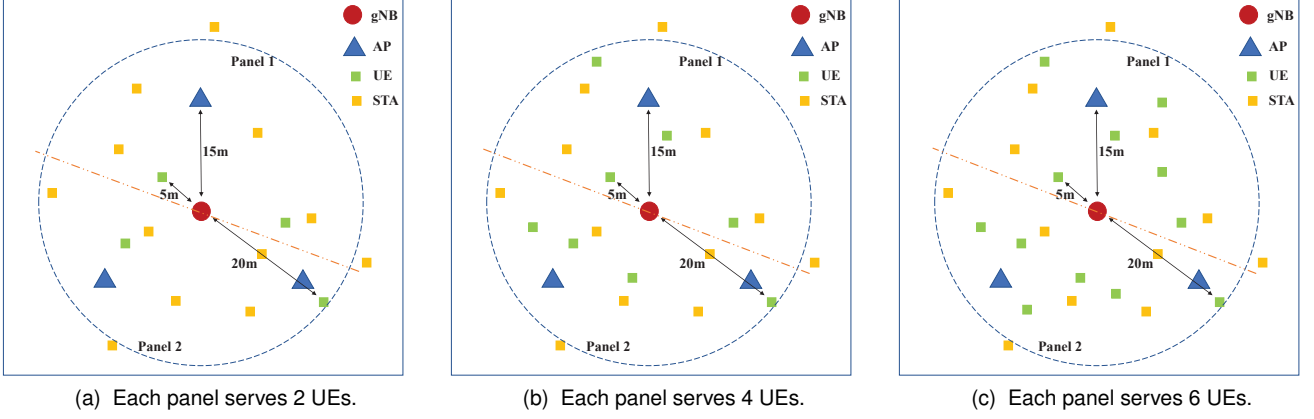 gNB
Panel 1
AP
UE
STA
15m
5m
20m
Panel 2
(a) Each panel serves 2 UEs.
gNB
Panel 1
AP
UE
STA
15m
5m
20m
Panel 2
(b) Each panel serves 4 UEs.
gNB
Panel 1
AP
UE
STA
15m
5m
20m
Panel 2
(c) Each panel serves 6 UEs.